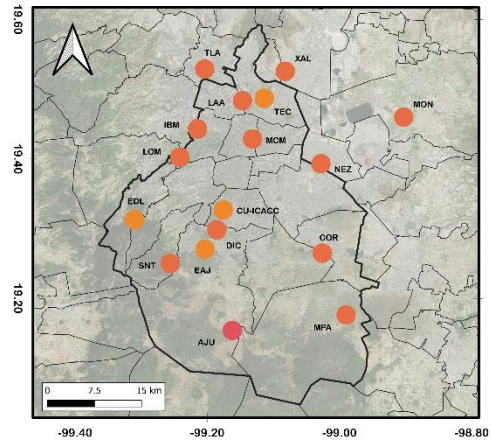 19.60
TLA
XAL
LAA
TEC
MON
IBM
MCM
LOM
NEZ
19.40
EDL
CU-ICACC
DIC
COR
SNT
EAJ
19.20
AJU
MPA
0 7.5 15 km
-99.40 -99.20 -99.00 -98.80